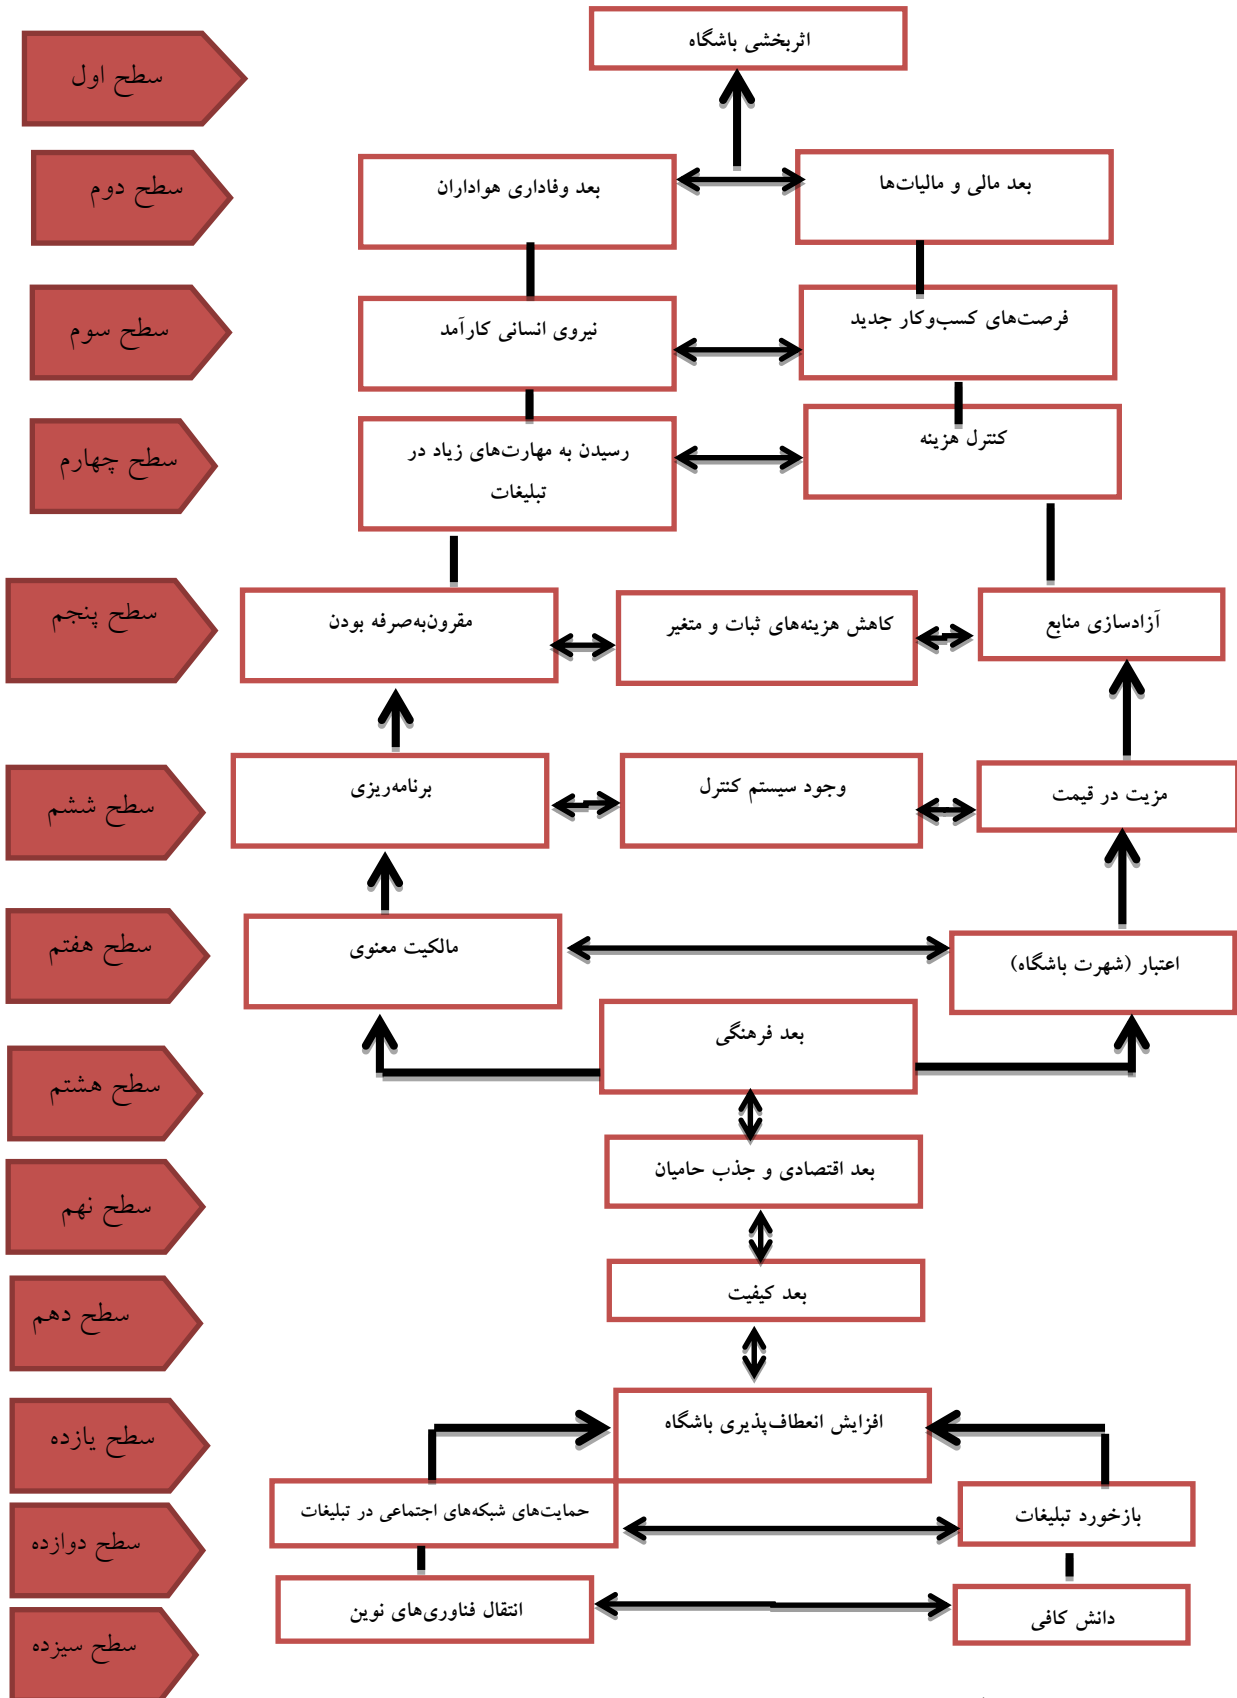 اثربخشی باشگاه
سطح اول
بعد مالی و مالیات‌ها
بعد وفاداری هواداران
سطح دوم
فرصت‌های کسب‌وکار جدید
نیروی انسانی کارآمد
سطح سوم
کنترل هزینه
رسیدن به مهارت‌های زیاد در
تبلیغات
سطح چهارم
آزادسازی منابع
کاهش هزینه‌های ثبات و متغیر
مقرون‌به‌صرفه بودن
سطح پنجم
مزیت در قیمت
وجود سیستم کنترل
برنامه‌ریزی
سطح ششم
اعتبار (شهرت باشگاه)
مالکیت معنوی
سطح هفتم
بعد فرهنگی
سطح هشتم
بعد اقتصادی و جذب حامیان
سطح نهم
بعد کیفیت
سطح دهم
افزایش انعطاف‌پذیری باشگاه
سطح یازده
بازخورد تبلیغات
حمایت‌های شبکه‌های اجتماعی در تبلیغات
سطح دوازده
دانش کافی
انتقال فناوری‌های نوین
سطح سیزده